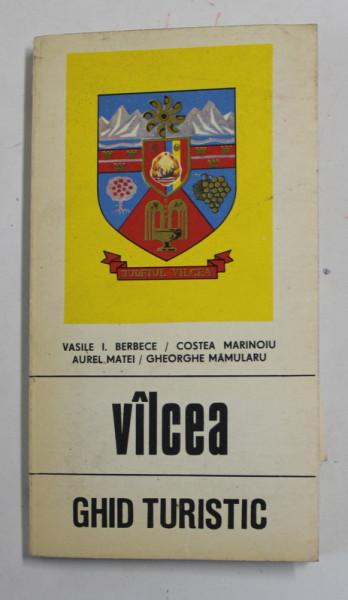 JUDEȚUL VÎLCEA
VASILE I. BERBECE / COSTEA MARINOIU
AUREL MATEI / GHEORGHE MĂMULARU
vîlcea
GHID TURISTIC